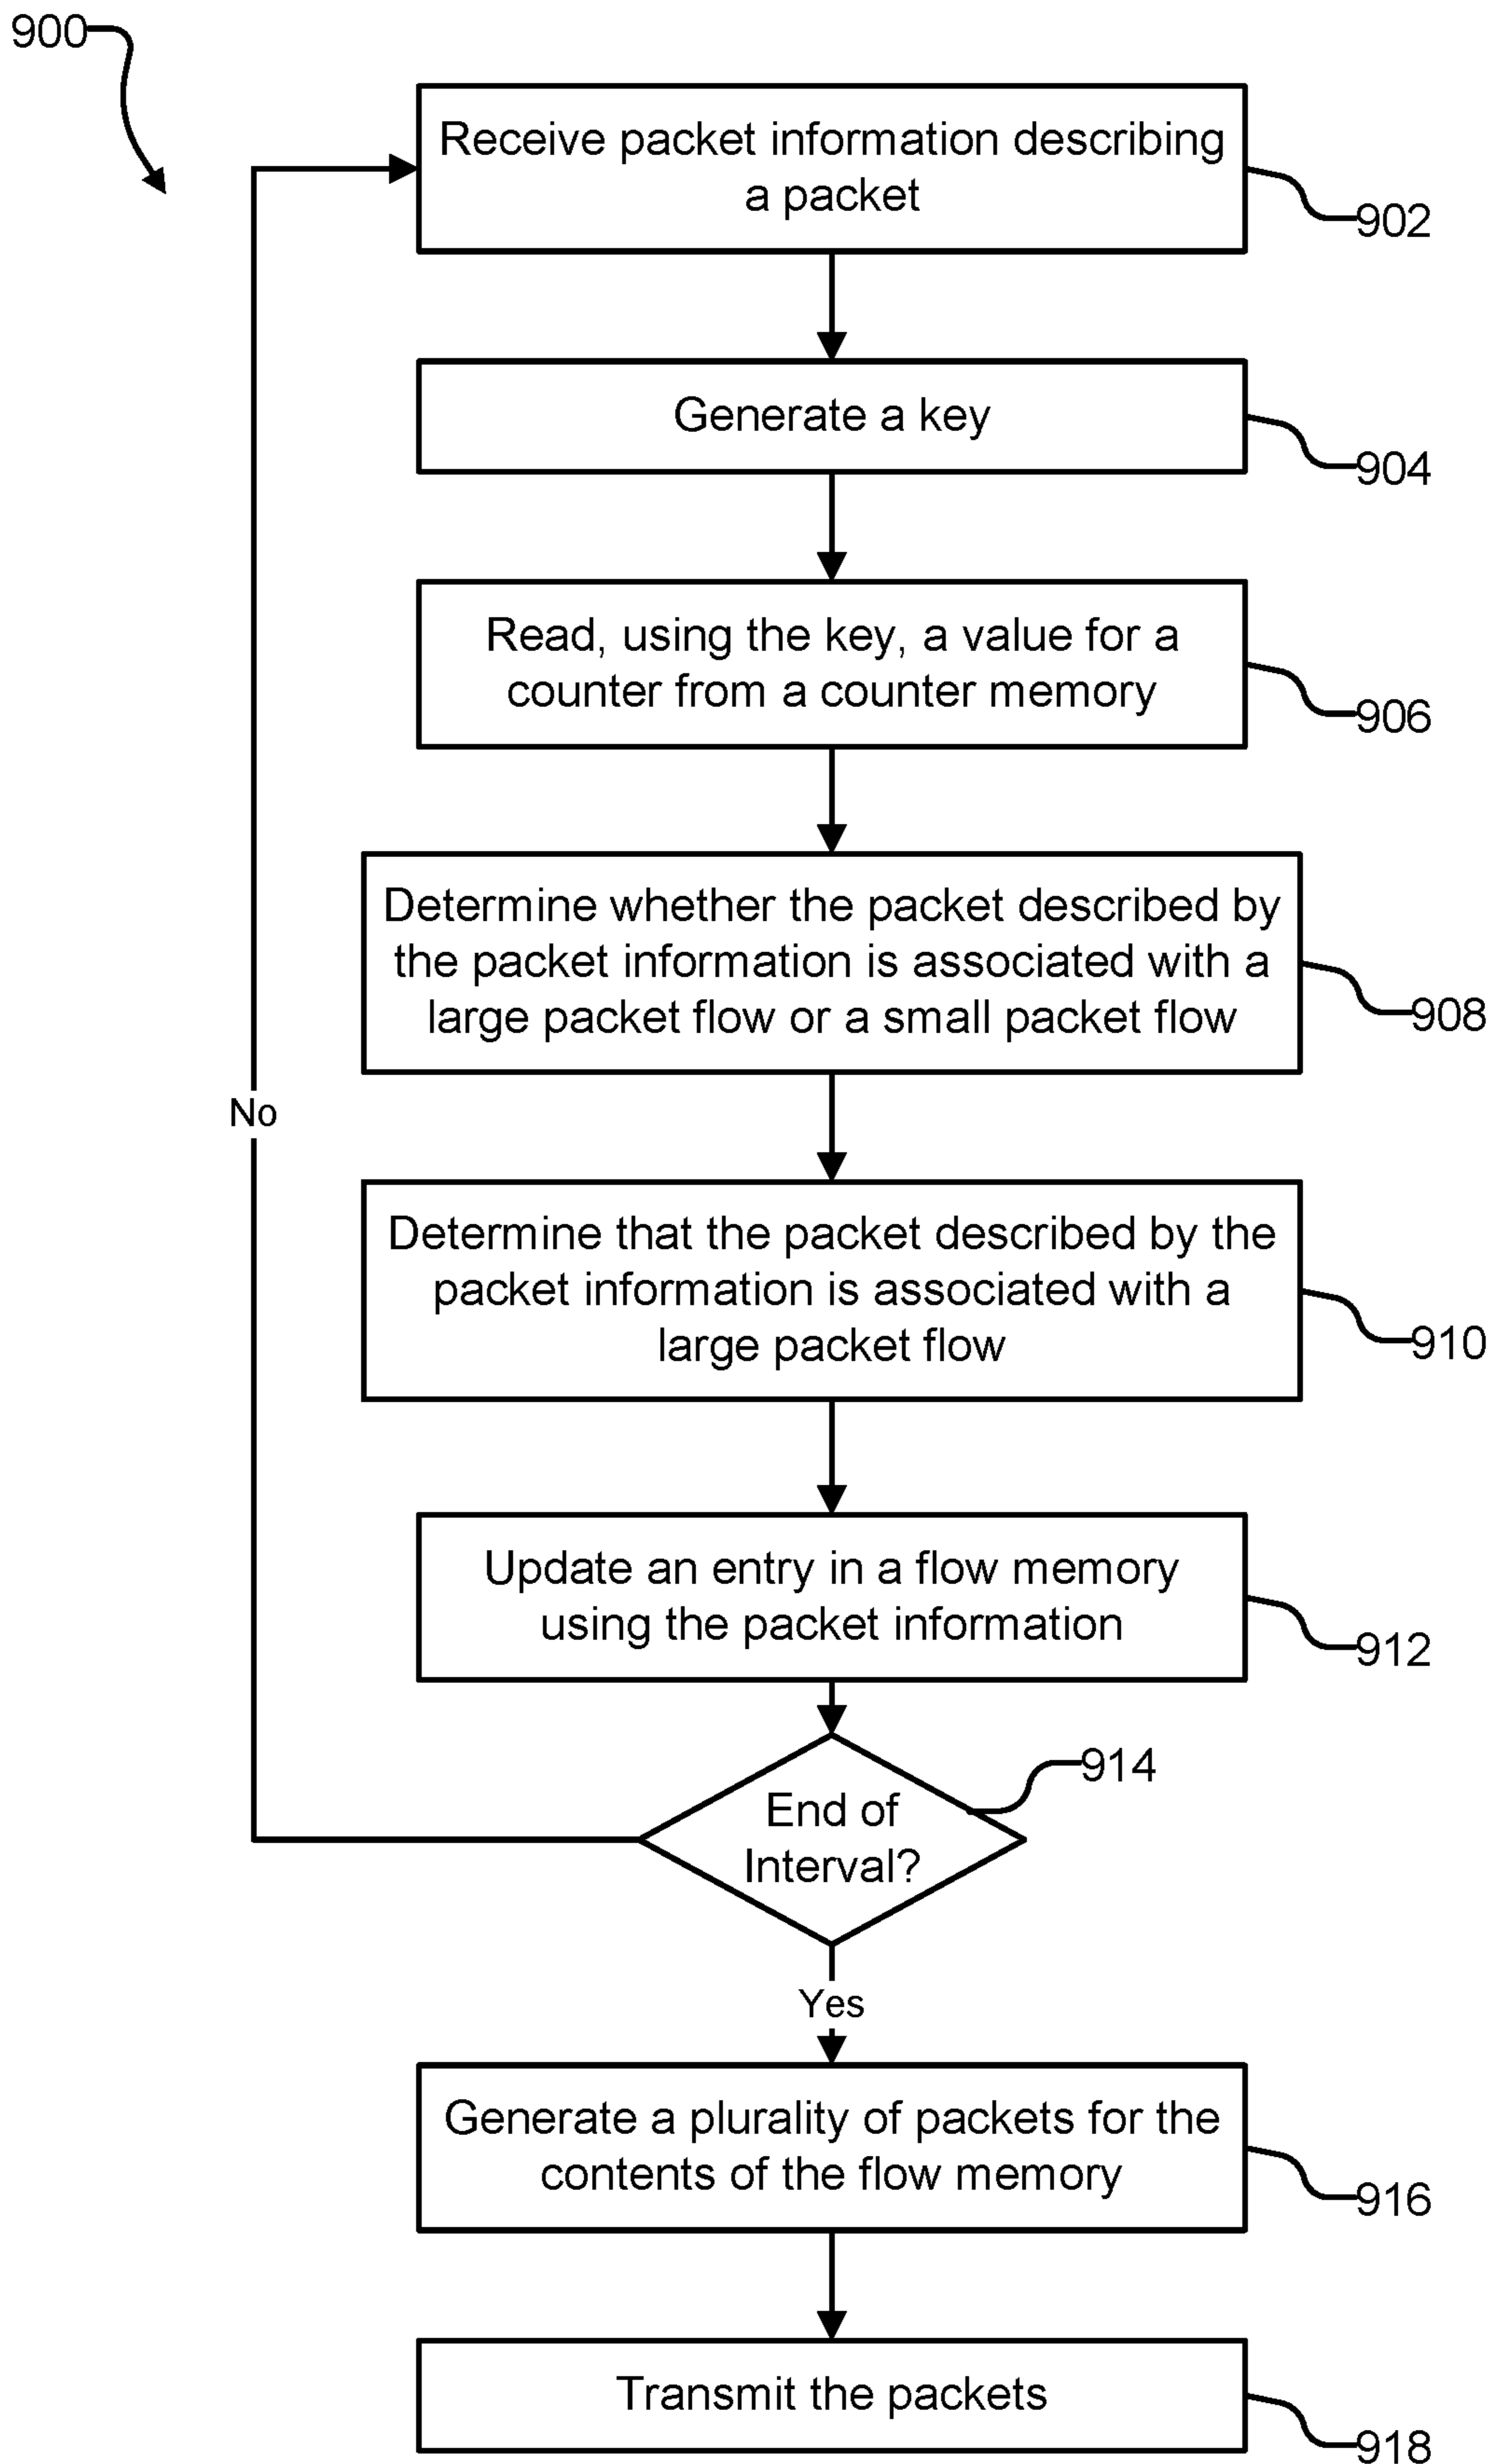 900
Receive packet information describing
a packet
902
Generate a key
904
Read, using the key, a value for a
counter from a counter memory
906
Determine whether the packet described by
the packet information is associated with a
large packet flow or a small packet flow
908
No
Determine that the packet described by the
packet information is associated with a
large packet flow
910
Update an entry in a flow memory
using the packet information
912
914
End of
Interval?
Yes
Generate a plurality of packets for the
contents of the flow memory
916
Transmit the packets
918